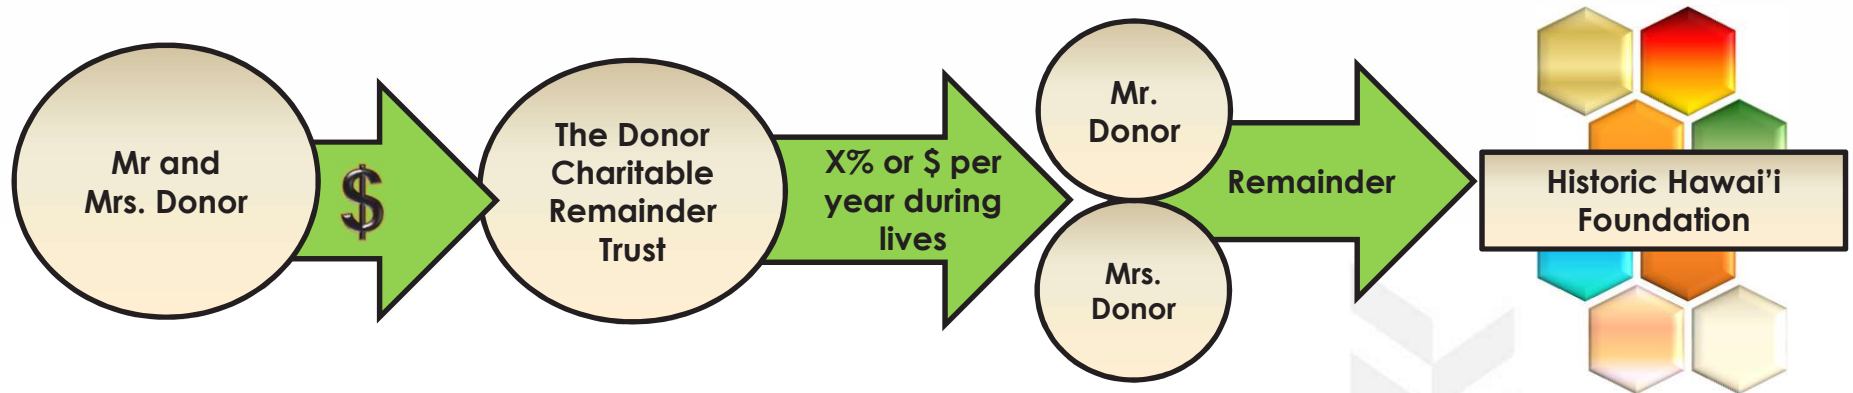 Mr and
Mrs. Donor
$
The Donor
Charitable
Remainder
Trust
X% or $ per
year during
lives
Mr.
Donor
Mrs.
Donor
Remainder
Historic Hawai’i
Foundation